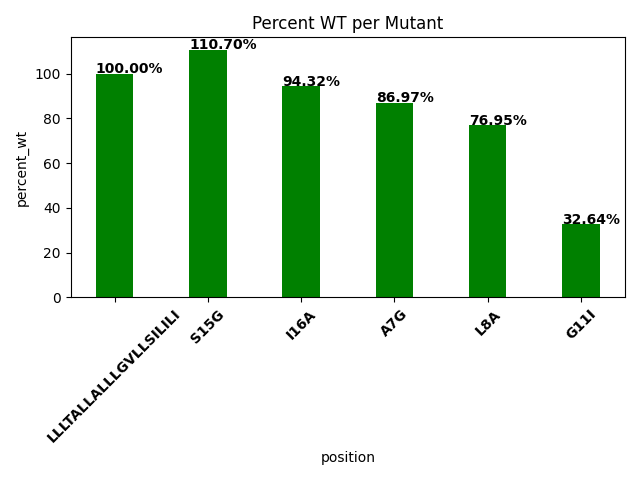 Percent WT per Mutant
percent_wt
100
80
60
40
20
0
100.00%
110.70%
94.32%
86.97%
76.95%
32.64%
LLLTALLALLLGVLLSILILI
S15G
I16A
A7G
L8A
G11I
position